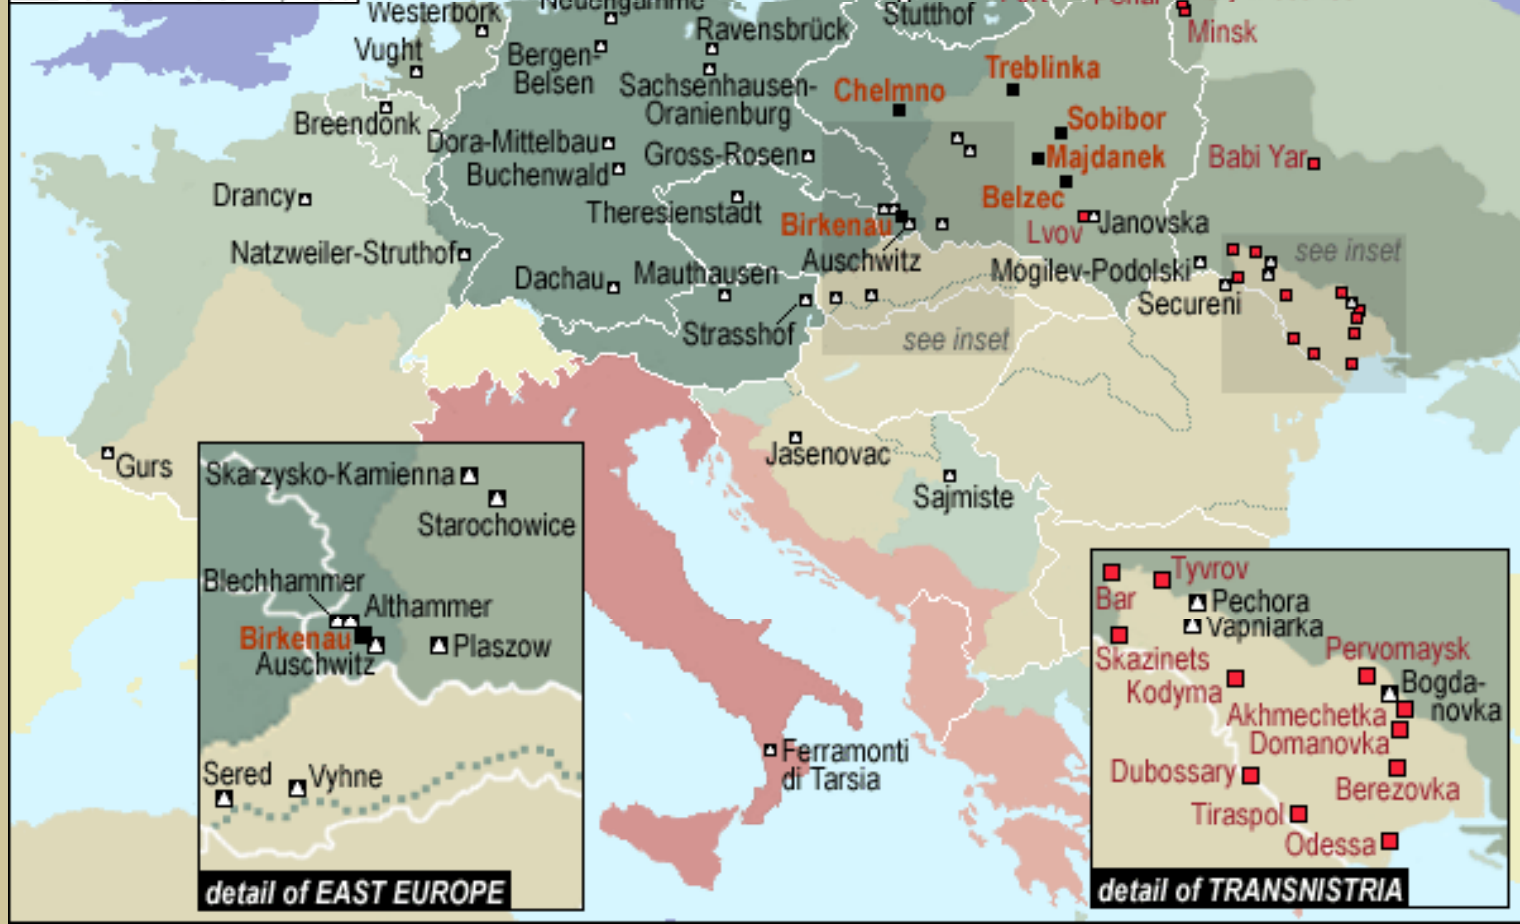 Westerbork
Neuengamme
Stutthof
Minsk
Vught
Bergen-
Belsen
Ravensbrück
Sachsenhausen-
Oranienburg
Treblinka
Chelmno
Breendonk
Dora-Mittelbau
Sobibor
Buchenwald
Gross-Rosen
Majdanek
Babi Yar
Drancy
Theresienstadt
Belzec
Birkenau
Lvov
Janovska
Natzweiler-Struthof
Auschwitz
see inset
Dachau
Mauthausen
Mogilev-Podolski
Secureni
Strasshof
see inset
Gurs
Jasenovac
Sajmiste
Ferramonti
di Tarsia
Skarzysko-Kamienna
Starochowice
Blechhammer
Althammer
Birkenau
Auschwitz
Plaszow
Sered
Vyhne
detail of EAST EUROPE
Tyvrov
Bar
Pechora
Vapniarka
Skazinets
Pervomaysk
Kodyma
Bogda-
novka
Akhmechetka
Domanovka
Dubossary
Berezovka
Tiraspol
Odessa
detail of TRANSNISTRIA